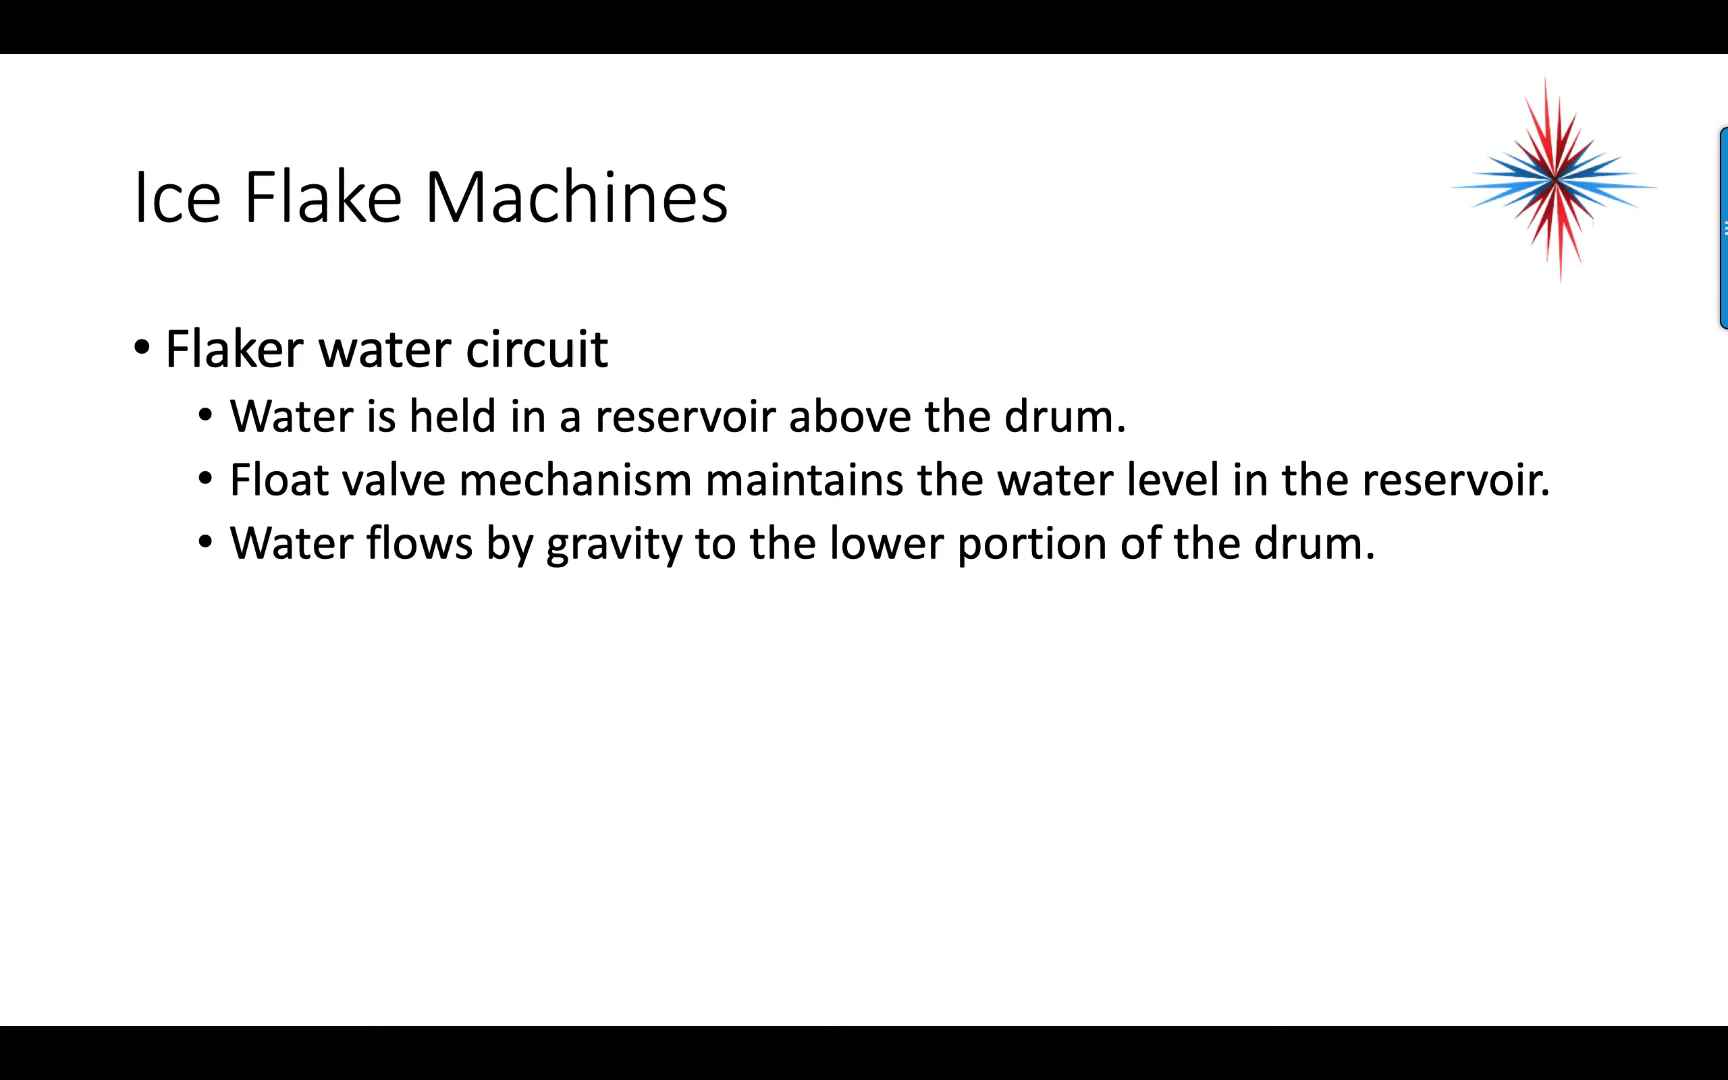 Ice Flake Machines
• Flaker water circuit
• Water is held in a reservoir above the drum.
• Float valve mechanism maintains the water level in the reservoir.
• Water flows by gravity to the lower portion of the drum.